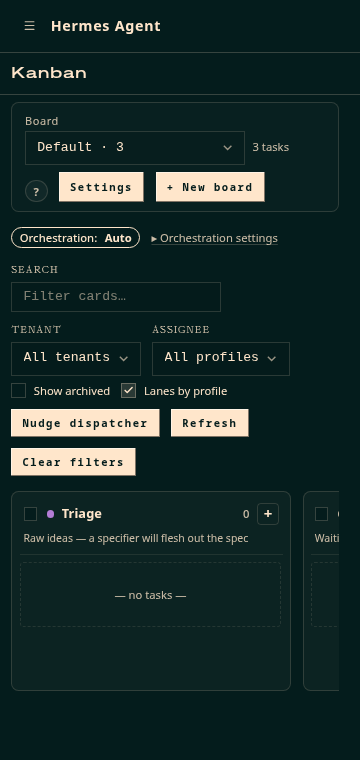 ☰ Hermes Agent
Kanban
Board
Default · 3
3 tasks
?
Settings
+ New board
Orchestration: Auto
▸ Orchestration settings
SEARCH
Filter cards…
TENANT
ASSIGNEE
All tenants
All profiles
Show archived
Lanes by profile
Nudge dispatcher
Refresh
Clear filters
Triage
0
+
Raw ideas — a specifier will flesh out the spec
— no tasks —
Waiti